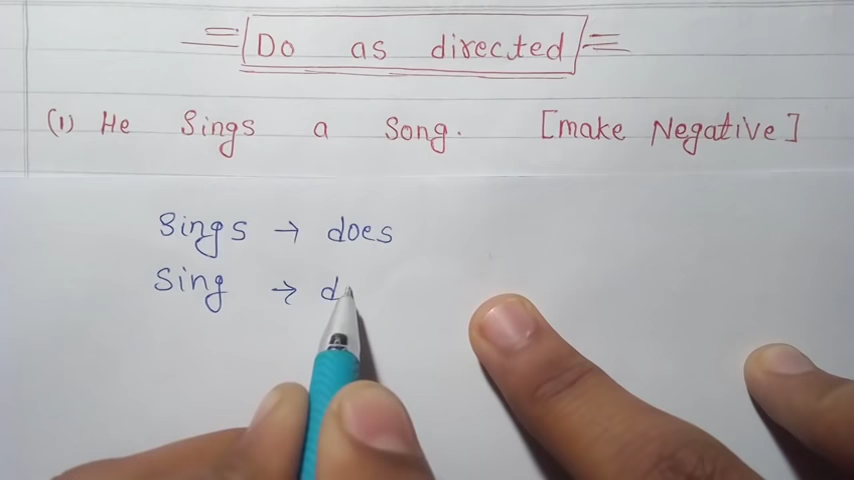 Do as directed
(1) He Sings a Song. [make Negative]
Sings → does
Sing → d